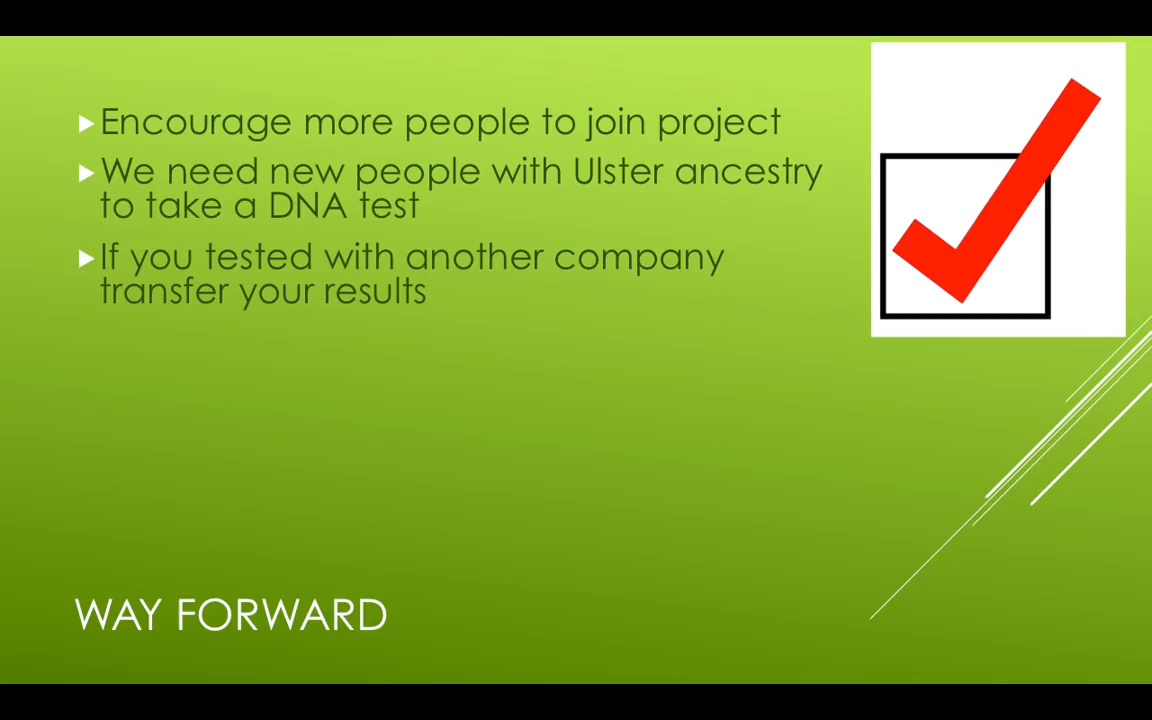 Encourage more people to join project
We need new people with Ulster ancestry
to take a DNA test
If you tested with another company
transfer your results
WAY FORWARD